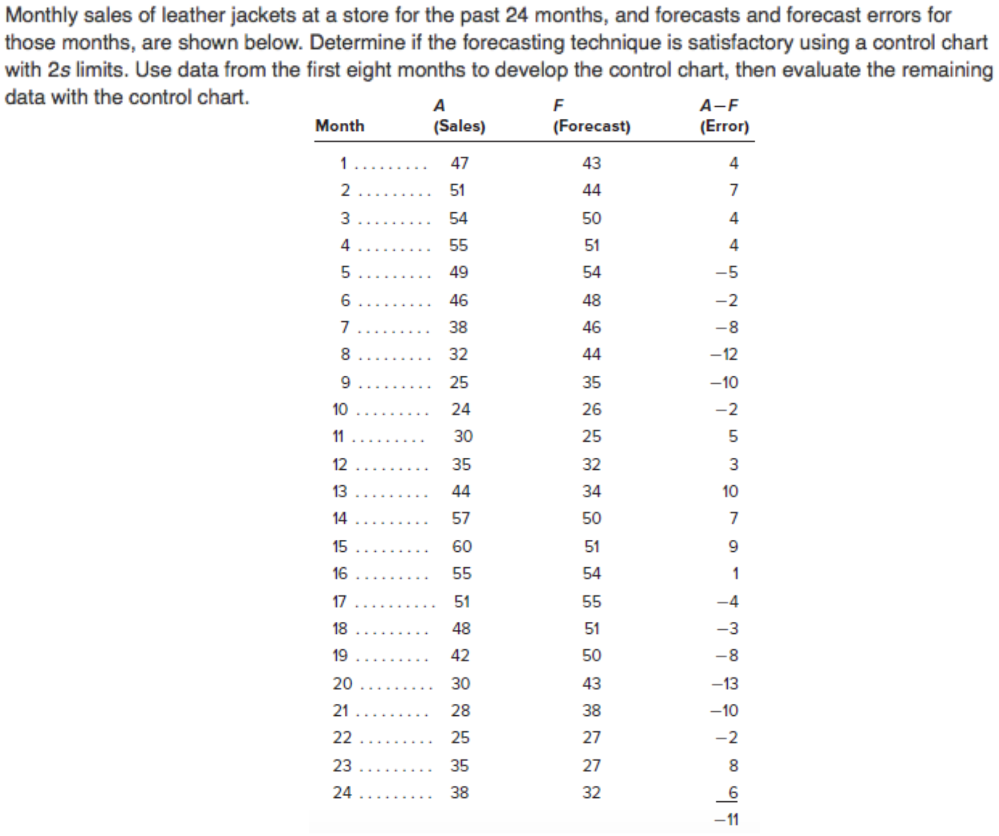 Monthly sales of leather jackets at a store for the past 24 months, and forecasts and forecast errors for
those months, are shown below. Determine if the forecasting technique is satisfactory using a control chart
with 2s limits. Use data from the first eight months to develop the control chart, then evaluate the remaining
data with the control chart.
A F A–F
Month (Sales) (Forecast) (Error)
1 ......... 47 43 4
2 ......... 51 44 7
3 ......... 54 50 4
4 ......... 55 51 4
5 ......... 49 54 –5
6 ......... 46 48 –2
7 ......... 38 46 –8
8 ......... 32 44 –12
9 ......... 25 35 –10
10 ......... 24 26 –2
11 ......... 30 25 5
12 ......... 35 32 3
13 ......... 44 34 10
14 ......... 57 50 7
15 ......... 60 51 9
16 ......... 55 54 1
17 .......... 51 55 –4
18 ......... 48 51 –3
19 ......... 42 50 –8
20 ......... 30 43 –13
21 ......... 28 38 –10
22 ......... 25 27 –2
23 ......... 35 27 8
24 ......... 38 32 6
–11